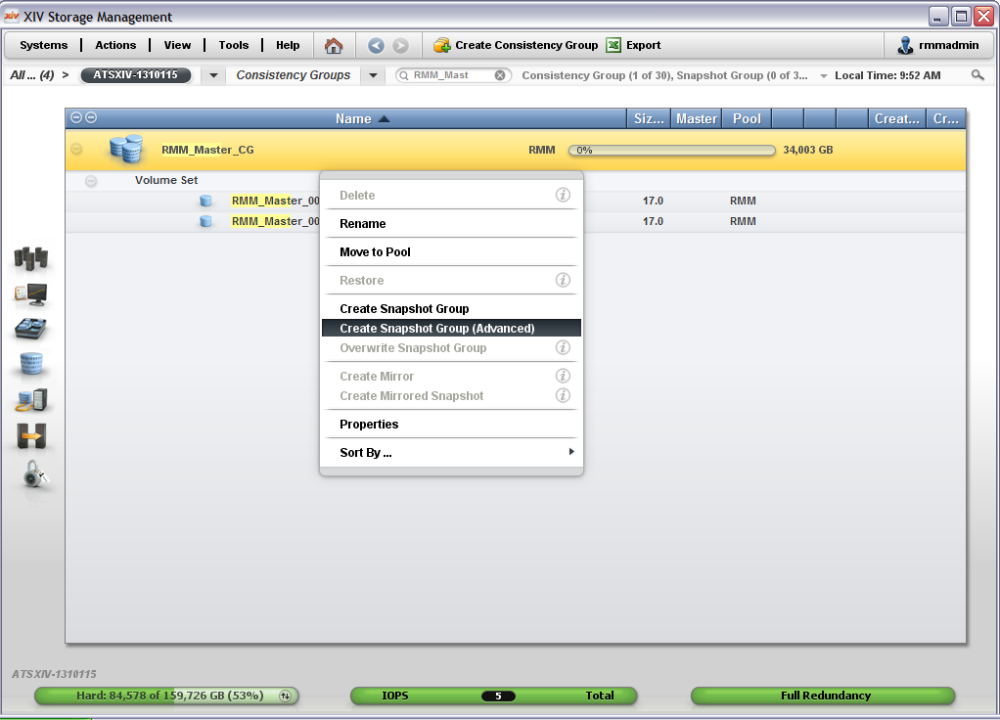 XIV XIV Storage Management
Systems Actions View Tools Help Create Consistency Group Export rmmadmin
All ... (4) > ATSXIV-1310115 Consistency Groups RMM_Mast Consistency Group (1 of 30), Snapshot Group (0 of 3... Local Time: 9:52 AM
Name Siz... Master Pool Creat... Cr...
RMM_Master_CG RMM 0% 34,003 GB
Volume Set
RMM_Master_00 17.0 RMM
RMM_Master_00 17.0 RMM
Delete
Rename
Move to Pool
Restore
Create Snapshot Group
Create Snapshot Group (Advanced)
Overwrite Snapshot Group
Create Mirror
Create Mirrored Snapshot
Properties
Sort By ...
ATSXIV-1310115
Hard: 84,578 of 159,726 GB (53%) IOPS 5 Total Full Redundancy